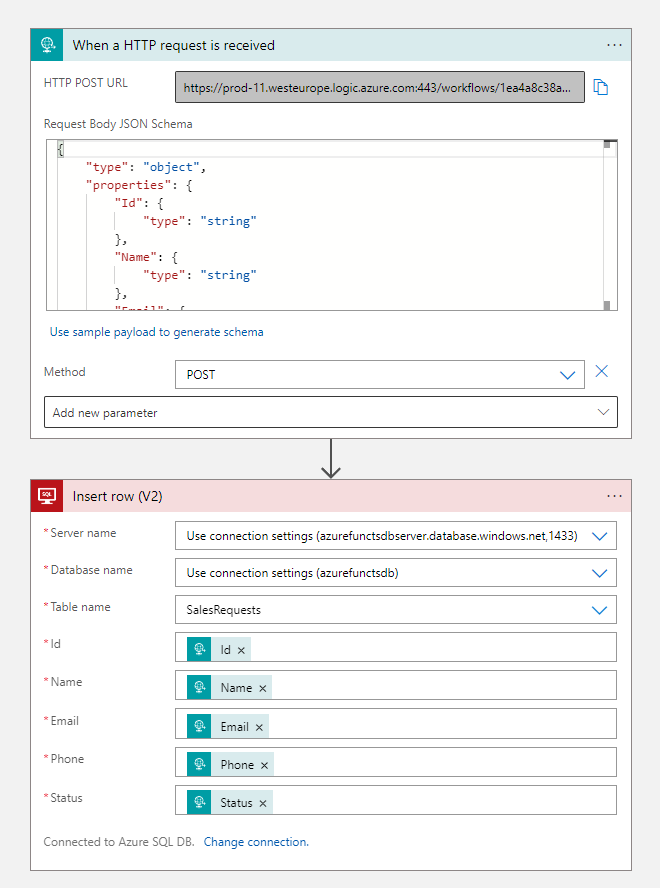 When a HTTP request is received
...
HTTP POST URL
https://prod-11.westeurope.logic.azure.com:443/workflows/1ea4a8c38a...
Request Body JSON Schema
{
"type": "object",
"properties": {
"Id": {
"type": "string"
},
"Name": {
"type": "string"
},
"Email": {
Use sample payload to generate schema
Method
POST
Add new parameter
SQL
Insert row (V2)
...
*Server name
Use connection settings (azurefunctsdbserver.database.windows.net,1433)
*Database name
Use connection settings (azurefunctsdb)
*Table name
SalesRequests
*Id
Id ×
*Name
Name ×
*Email
Email ×
*Phone
Phone ×
*Status
Status ×
Connected to Azure SQL DB. Change connection.